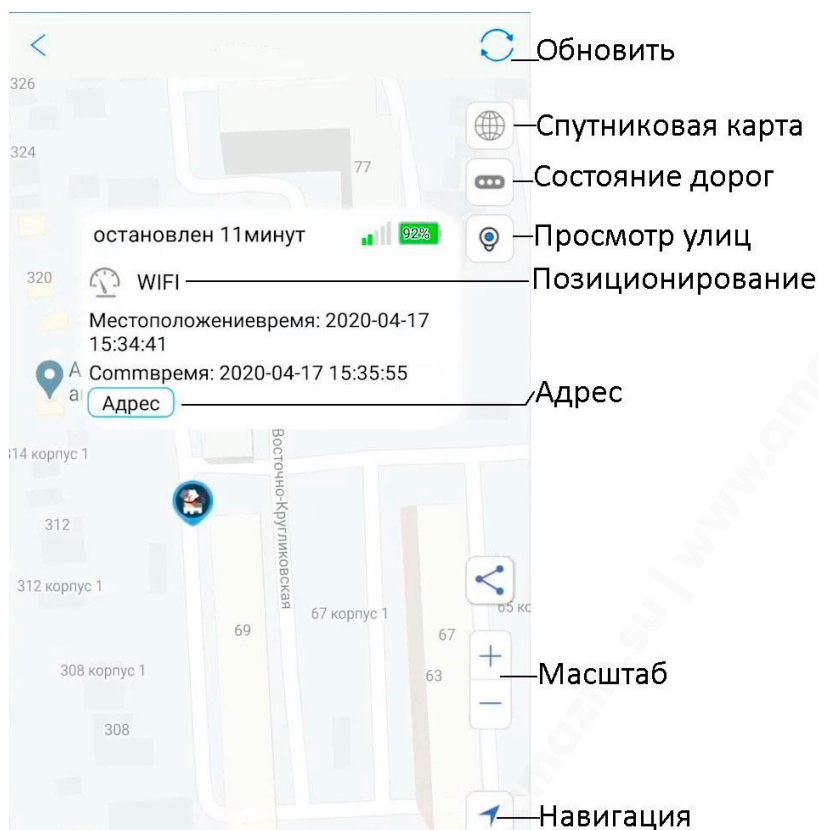 Обновить
326
Спутниковая карта
324
77
Состояние дорог
остановлен 11минут
92%
Просмотр улиц
320
WIFI
Позиционирование
Местоположениевремя: 2020-04-17
15:34:41
Commвремя: 2020-04-17 15:35:55
Адрес
Адрес
314 корпус 1
Восточно-Кругликовская
312
312 корпус 1
67 корпус 1
69
67
308 корпус 1
63
Масштаб
308
Навигация